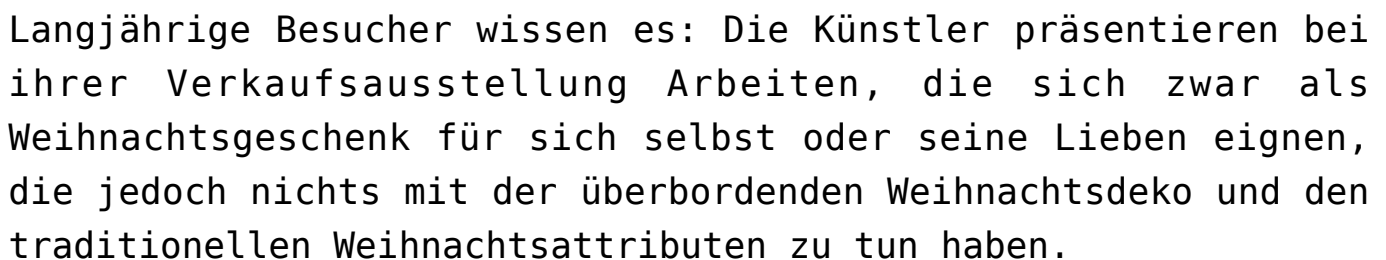 Langjährige Besucher wissen es: Die Künstler präsentieren bei
ihrer Verkaufsausstellung Arbeiten, die sich zwar als
Weihnachtsgeschenk für sich selbst oder seine Lieben eignen,
die jedoch nichts mit der überbordenden Weihnachtsdeko und den
traditionellen Weihnachtsattributen zu tun haben.